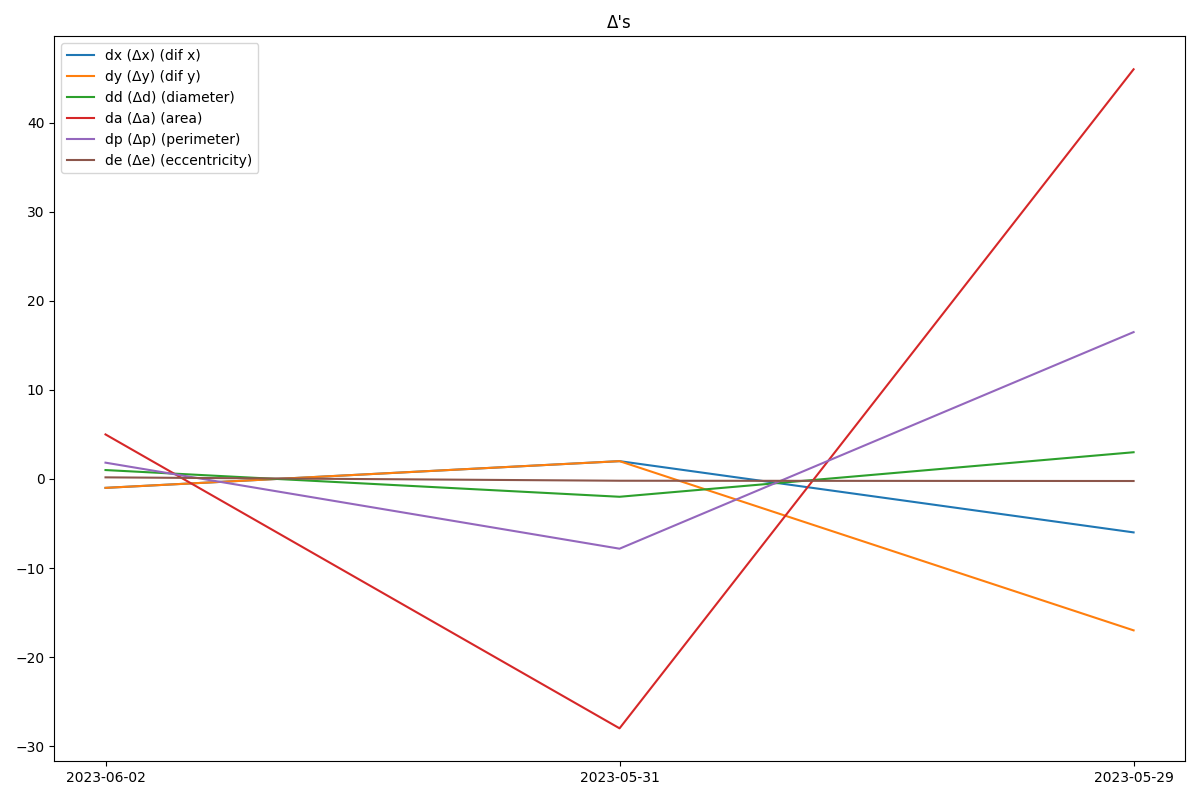 Δ's
dx (Δx) (dif x)
dy (Δy) (dif y)
dd (Δd) (diameter)
da (Δa) (area)
dp (Δp) (perimeter)
de (Δe) (eccentricity)
40
30
20
10
0
−10
−20
−30
2023-06-02
2023-05-31
2023-05-29